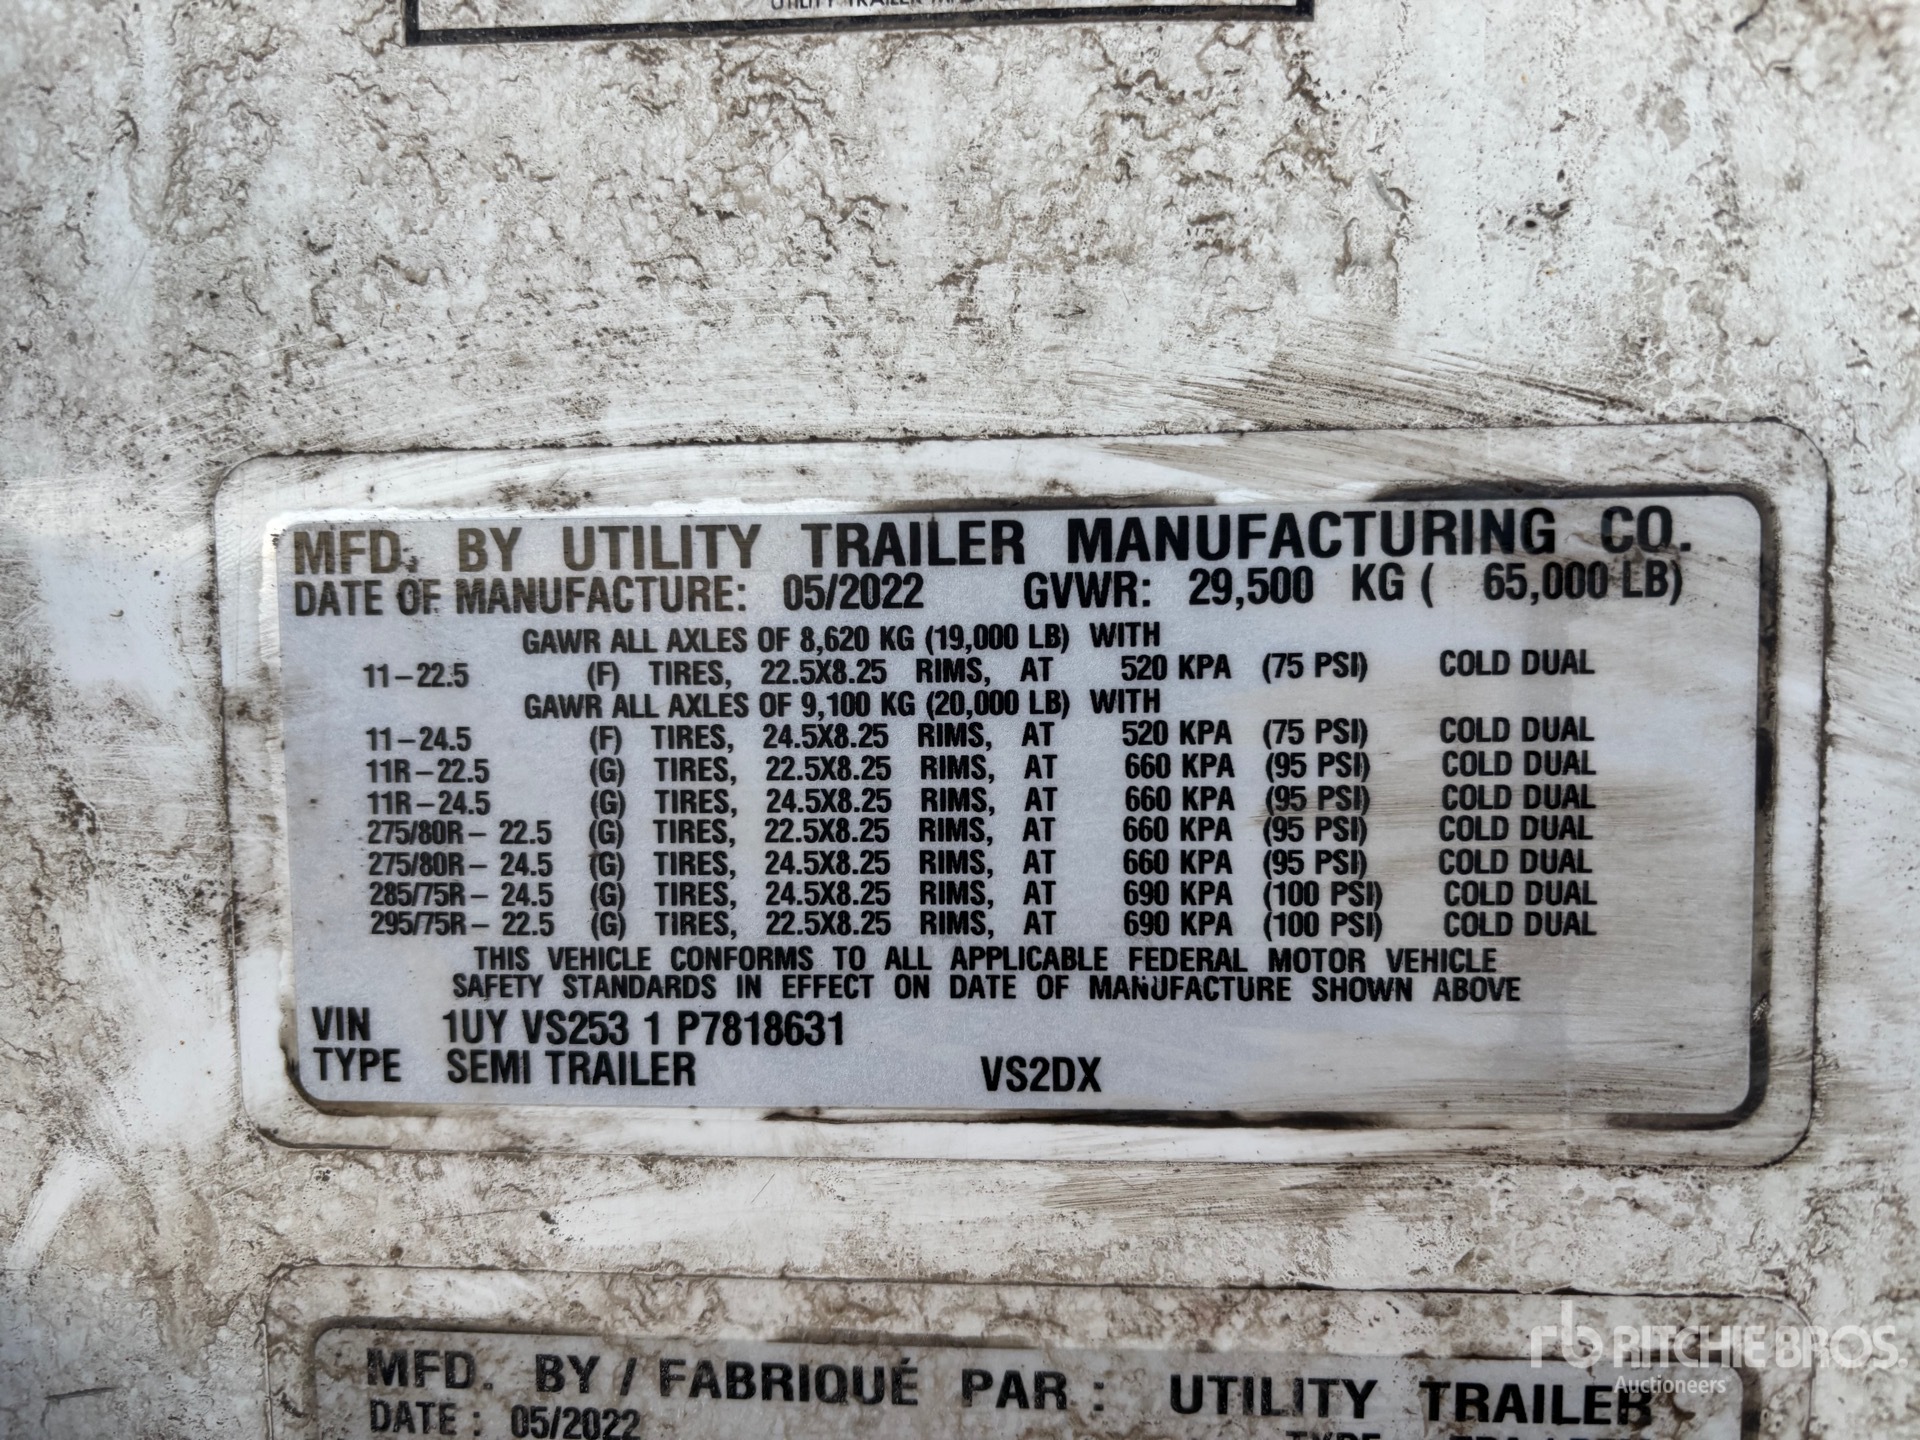 UTILITY TRAILER
MFD. BY UTILITY TRAILER MANUFACTURING CO.
DATE OF MANUFACTURE: 05/2022 GVWR: 29,500 KG ( 65,000 LB)
GAWR ALL AXLES OF 8,620 KG (19,000 LB) WITH
11-22.5 (F) TIRES, 22.5X8.25 RIMS, AT 520 KPA (75 PSI) COLD DUAL
GAWR ALL AXLES OF 9,100 KG (20,000 LB) WITH
11-24.5 (F) TIRES, 24.5X8.25 RIMS, AT 520 KPA (75 PSI) COLD DUAL
11R-22.5 (G) TIRES, 22.5X8.25 RIMS, AT 660 KPA (95 PSI) COLD DUAL
11R-24.5 (G) TIRES, 24.5X8.25 RIMS, AT 660 KPA (95 PSI) COLD DUAL
275/80R- 22.5 (G) TIRES, 22.5X8.25 RIMS, AT 660 KPA (95 PSI) COLD DUAL
275/80R- 24.5 (G) TIRES, 24.5X8.25 RIMS, AT 660 KPA (95 PSI) COLD DUAL
285/75R- 24.5 (G) TIRES, 24.5X8.25 RIMS, AT 690 KPA (100 PSI) COLD DUAL
295/75R- 22.5 (G) TIRES, 22.5X8.25 RIMS, AT 690 KPA (100 PSI) COLD DUAL
THIS VEHICLE CONFORMS TO ALL APPLICABLE FEDERAL MOTOR VEHICLE
SAFETY STANDARDS IN EFFECT ON DATE OF MANUFACTURE SHOWN ABOVE
VIN 1UY VS253 1 P7818631
TYPE SEMI TRAILER VS2DX
MFD. BY / FABRIQUÉ PAR : UTILITY TRAILER
DATE : 05/2022
rb RITCHIE BROS.
Auctioneers